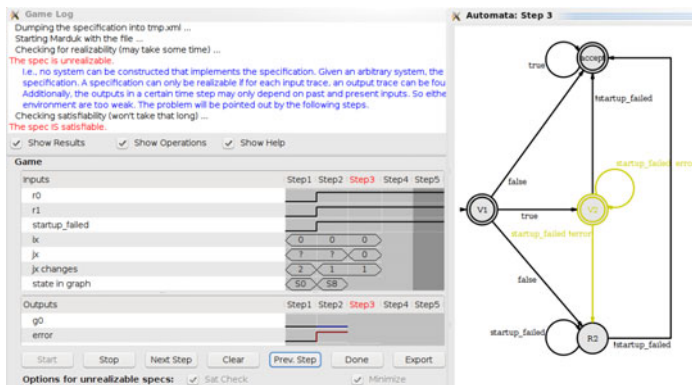 Game Log
Dumping the specification into tmp.xml ...
Starting Marduk with the file ...
Checking for realizability (may take some time) ...
The spec is unrealizable.
I.e., no system can be constructed that implements the specification. Given an arbitrary system, the
specification. A specification can only be realizable if for each input trace, an output trace can be fou
Additionally, the outputs in a certain time step may only depend on past and present inputs. So eithe
environment are too weak. The problem will be pointed out by the following steps.
Checking satisfiability (won't take that long) ...
The spec IS satisfiable.
Show Results Show Operations Show Help
Game
Inputs Step1 Step2 Step3 Step4 Step5
r0
r1
startup_failed
Ix 0 0 0
Jx ? ? 0
jx changes 2 1 1
state in graph S0 S8
Outputs Step1 Step2 Step3 Step4 Step5
g0
error
Start Stop Next Step Clear Prev. Step Done Export
Options for unrealizable specs: Sat Check Minimize
Automata: Step 3
true
accept
!startup_failed
startup_failed error
false
V1
true
V2
startup_failed !error
false
startup_failed
R2
!startup_failed